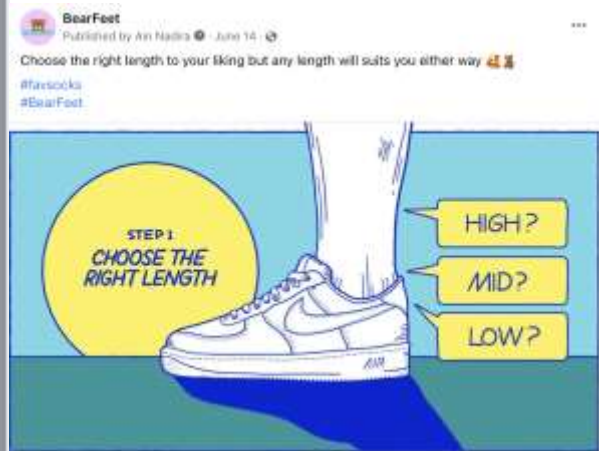 BearFeet
Published by Ain Nadira · June 14 ·
Choose the right length to your liking but any length will suits you either way
#favsocks
#BearFeet
STEP 1
CHOOSE THE
RIGHT LENGTH
HIGH?
MID?
LOW?
AIR